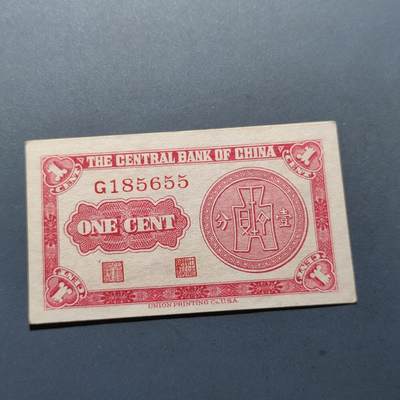 1 CENT
1 CENT
THE CENTRAL BANK OF CHINA
G185655
ONE CENT
分 壹
1 CENT
1 CENT
UNION PRINTING CO., U.S.A.